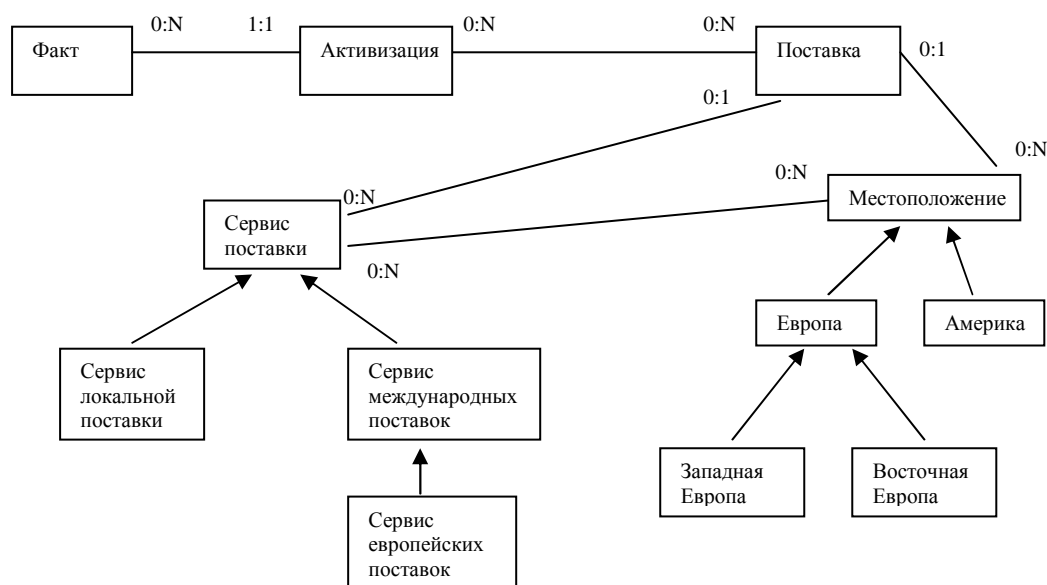 0:N
1:1
0:N
0:N
Факт
Активизация
Поставка
0:1
0:1
0:N
0:N
0:N
Местоположение
Сервис
поставки
0:N
Европа
Америка
Сервис
локальной
поставки
Сервис
международных
поставок
Западная
Европа
Восточная
Европа
Сервис
европейских
поставок